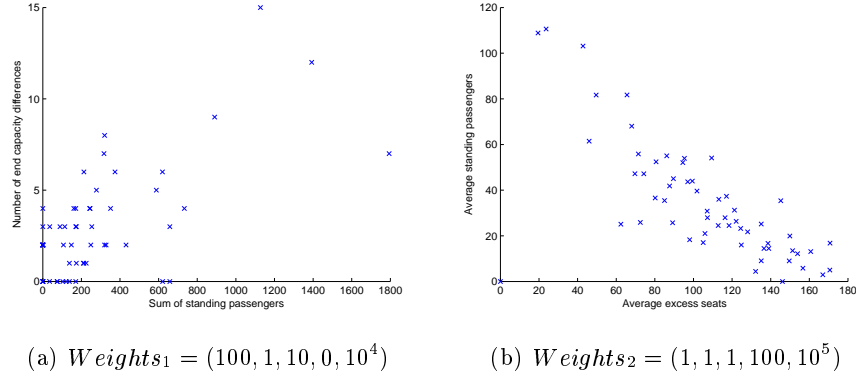 15
10
5
0
0 200 400 600 800 1000 1200 1400 1600 1800
Number of end capacity differences
Sum of standing passengers
(a) Weights₁ = (100, 1, 10, 0, 10⁴)
120
100
80
60
40
20
0
0 20 40 60 80 100 120 140 160 180
Average standing passengers
Average excess seats
(b) Weights₂ = (1, 1, 1, 100, 10⁵)